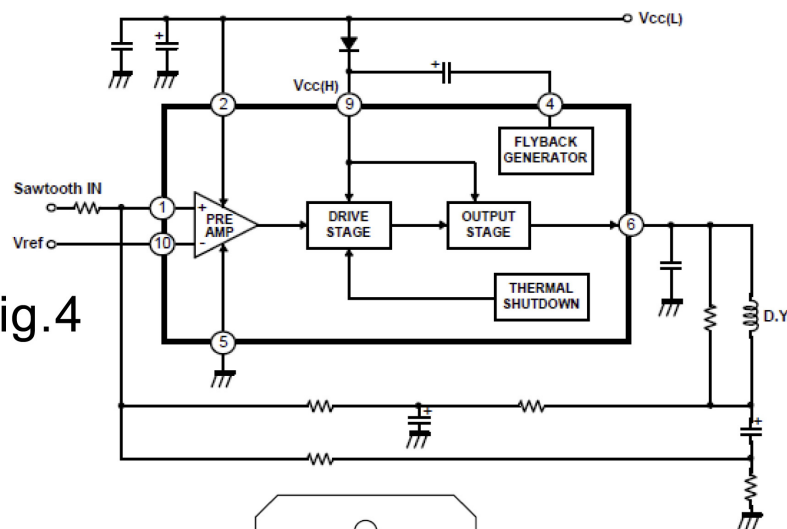 Vcc(L)
Vcc(H)
+
+
2
9
4
FLYBACK
GENERATOR
Sawtooth IN
1
+
PRE
AMP
-
DRIVE
STAGE
OUTPUT
STAGE
6
Vref
10
THERMAL
SHUTDOWN
ig.4
D.Y
5
+
+